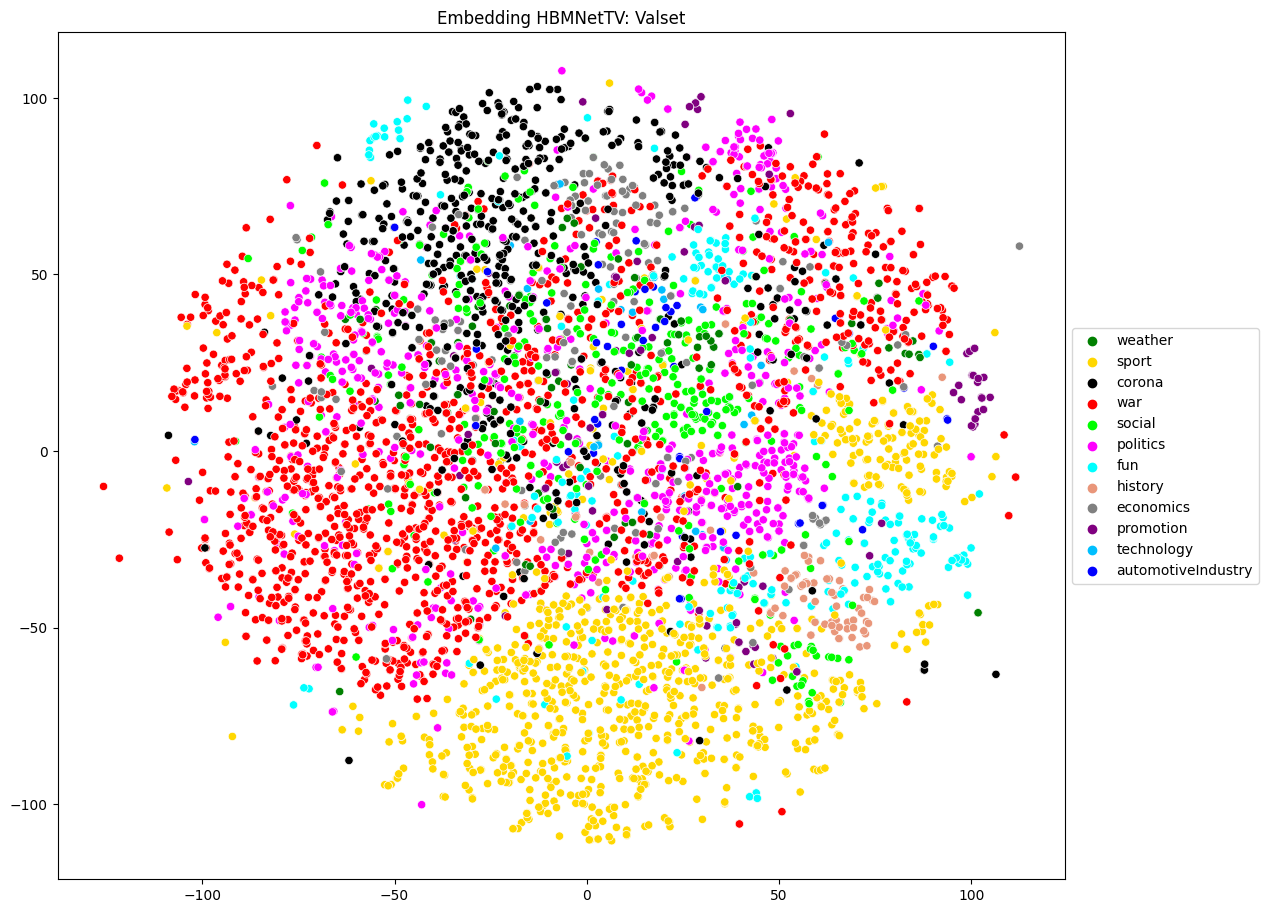 Embedding HBMNetTV: Valset
100
50
0
−50
−100
−100
−50
0
50
100
weather
sport
corona
war
social
politics
fun
history
economics
promotion
technology
automotiveIndustry